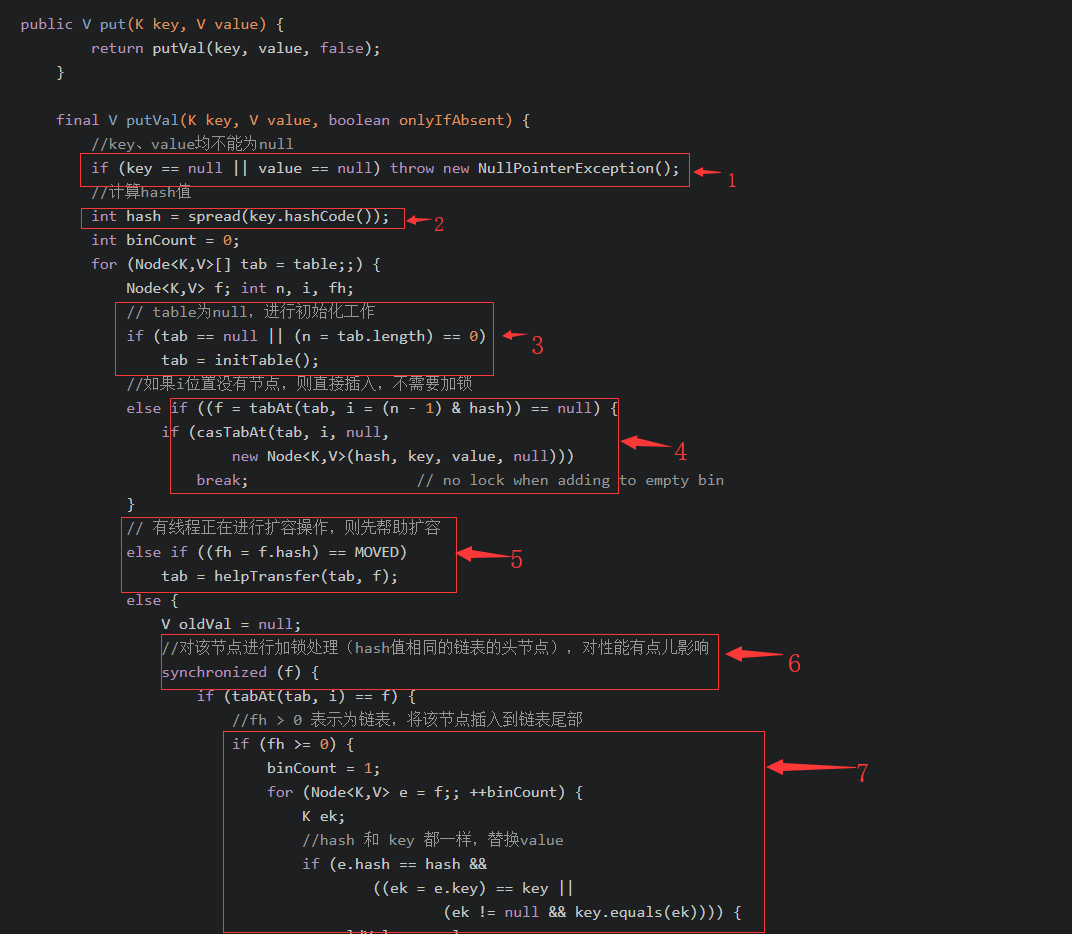 public V put(K key, V value) {
return putVal(key, value, false);
}
final V putVal(K key, V value, boolean onlyIfAbsent) {
//key、value均不能为null
if (key == null || value == null) throw new NullPointerException(); 1
//计算hash值
int hash = spread(key.hashCode()); 2
int binCount = 0;
for (Node<K,V>[] tab = table;;) {
Node<K,V> f; int n, i, fh;
// table为null，进行初始化工作
if (tab == null || (n = tab.length) == 0) 3
tab = initTable();
//如果i位置没有节点，则直接插入，不需要加锁
else if ((f = tabAt(tab, i = (n - 1) & hash)) == null) {
if (casTabAt(tab, i, null,
new Node<K,V>(hash, key, value, null))) 4
break; // no lock when adding to empty bin
}
// 有线程正在进行扩容操作，则先帮助扩容
else if ((fh = f.hash) == MOVED) 5
tab = helpTransfer(tab, f);
else {
V oldVal = null;
//对该节点进行加锁处理（hash值相同的链表的头节点），对性能有点儿影响 6
synchronized (f) {
if (tabAt(tab, i) == f) {
//fh > 0 表示为链表，将该节点插入到链表尾部
if (fh >= 0) {
binCount = 1; 7
for (Node<K,V> e = f;; ++binCount) {
K ek;
//hash 和 key 都一样，替换value
if (e.hash == hash &&
((ek = e.key) == key ||
(ek != null && key.equals(ek)))) {